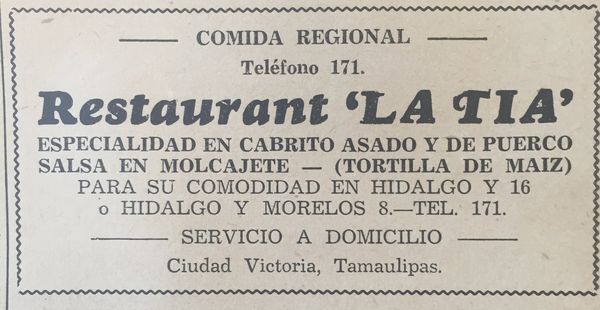 COMIDA REGIONAL
Teléfono 171.
Restaurant ‘LA TIA’
ESPECIALIDAD EN CABRITO ASADO Y DE PUERCO
SALSA EN MOLCAJETE — (TORTILLA DE MAIZ)
PARA SU COMODIDAD EN HIDALGO Y 16
o HIDALGO Y MORELOS 8.—TEL. 171.
SERVICIO A DOMICILIO
Ciudad Victoria, Tamaulipas.